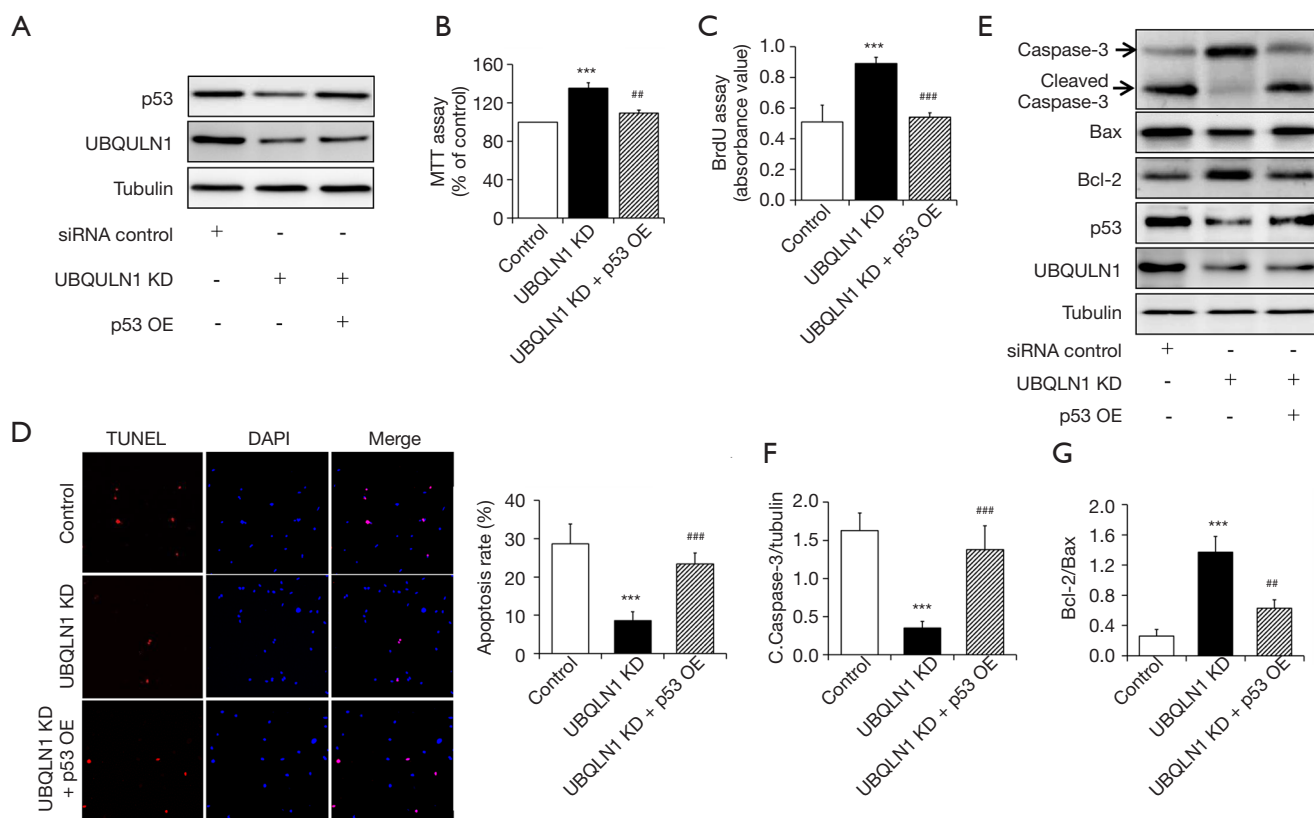 A
p53
UBQULN1
Tubulin
siRNA control + - -
UBQULN1 KD - + +
p53 OE - - +
B
MTT assay
(% of control)
160
120
80
40
0
***
##
Control
UBQLN1 KD
UBQLN1 KD + p53 OE
C
BrdU assay
(absorbance value)
1.0
0.8
0.6
0.4
0.2
0.0
***
###
Control
UBQLN1 KD
UBQLN1 KD + p53 OE
E
Caspase-3
Cleaved
Caspase-3
Bax
Bcl-2
p53
UBQULN1
Tubulin
siRNA control + - -
UBQLN1 KD - + +
p53 OE - - +
D
TUNEL DAPI Merge
Control
UBQLN1 KD
UBQLN1 KD
+ p53 OE
Apoptosis rate (%)
40
30
20
10
0
***
###
Control
UBQLN1 KD
UBQLN1 KD + p53 OE
F
C.Caspase-3/tubulin
2.0
1.5
1.0
0.5
0.0
***
###
Control
UBQLN1 KD
UBQLN1 KD + p53 OE
G
Bcl-2/Bax
2.0
1.6
1.2
0.8
0.4
0.0
***
##
Control
UBQLN1 KD
UBQLN1 KD + p53 OE